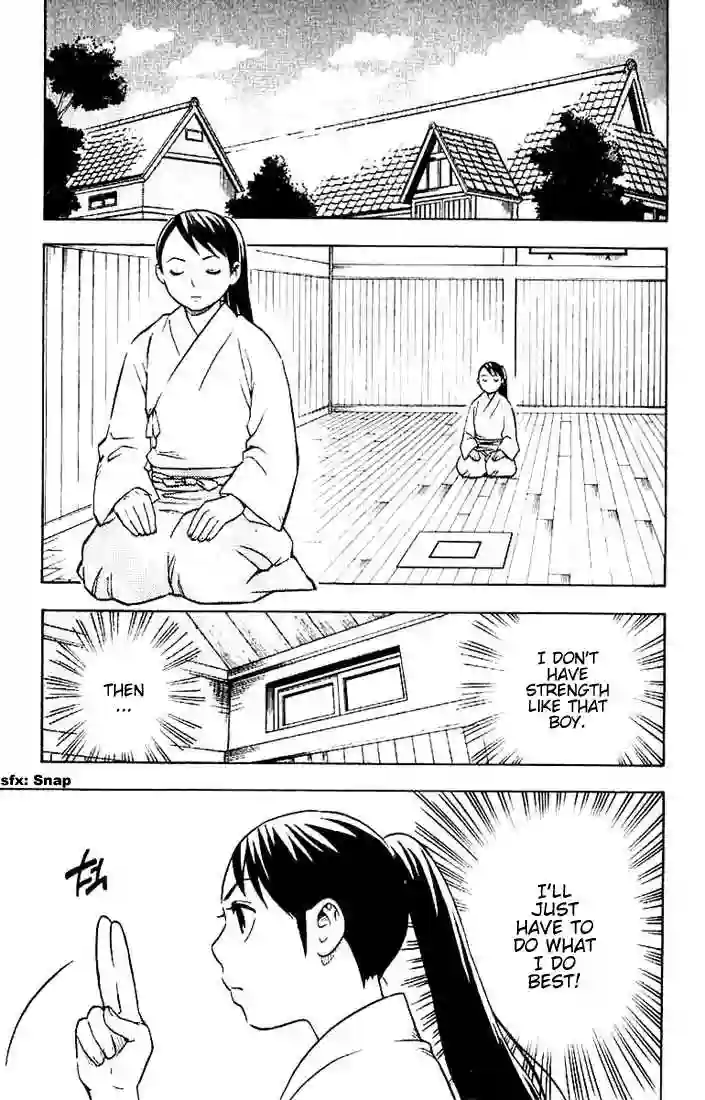 I DON'T
HAVE
STRENGTH
LIKE THAT
BOY.
THEN
...
sfx: Snap
I'LL
JUST
HAVE TO
DO WHAT
I DO
BEST!